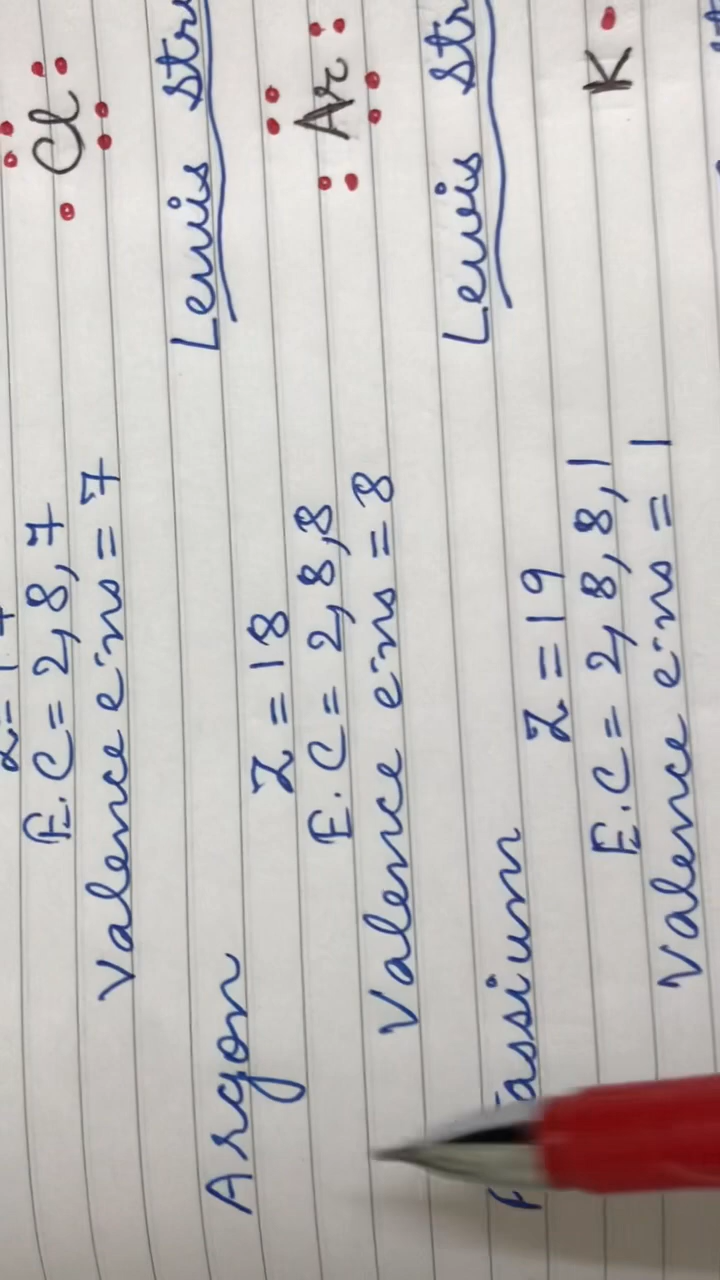 E.C = 2,8,7
Valence e⁻ns = 7
Cl
Lewis Str
Argon
Z = 18
E.C = 2,8,8
Valence e⁻ns = 8
Ar
Lewis Str
Z = 19
E.C = 2,8,8,1
Valence e⁻ns = 1
K